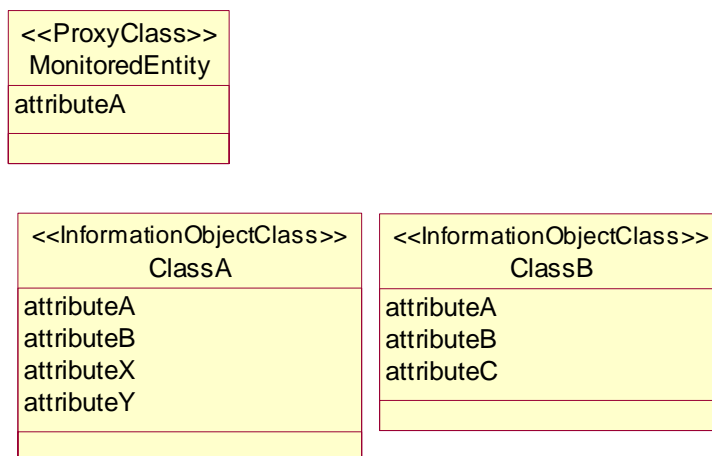 <<ProxyClass>>
MonitoredEntity
attributeA
<<InformationObjectClass>>
ClassA
attributeA
attributeB
attributeX
attributeY
<<InformationObjectClass>>
ClassB
attributeA
attributeB
attributeC